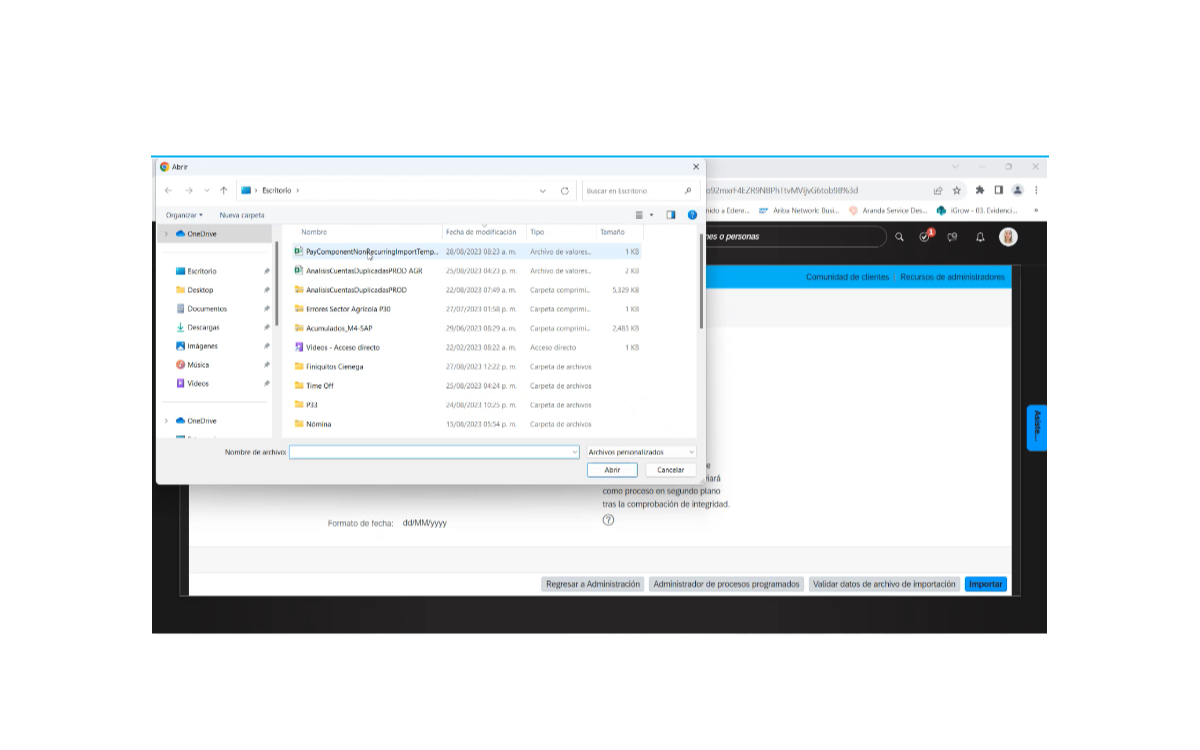 Abrir
Escritorio
Buscar en Escritorio
Organizar
Nueva carpeta
OneDrive
Escritorio
Desktop
Documentos
Descargas
Imágenes
Música
Videos
OneDrive
Nombre Fecha de modificación Tipo Tamaño
PayComponentNonRecurringImportTemp... 28/08/2023 08:23 a. m. Archivo de valores... 1 KB
AnalisisCuentasDuplicadasPROD AGR 25/08/2023 04:23 p. m. Archivo de valores... 2 KB
AnalisisCuentasDuplicadasPROD 22/08/2023 07:49 a. m. Carpeta comprimi... 5,329 KB
Errores Sector Agrícola P30 27/07/2023 01:58 p. m. Carpeta comprimi... 1 KB
Acumulados_M4-SAP 29/06/2023 08:29 a. m. Carpeta comprimi... 2,483 KB
Videos - Acceso directo 22/02/2023 08:22 a. m. Acceso directo 1 KB
Finiquitos Cienega 27/08/2023 12:22 p. m. Carpeta de archivos
Time Off 25/08/2023 04:24 p. m. Carpeta de archivos
P33 24/08/2023 10:25 p. m. Carpeta de archivos
Nómina 13/08/2023 05:54 p. m. Carpeta de archivos
Nombre de archivo:
Archivos personalizados
Abrir Cancelar
nido a Edere... Ariba Network: Busi... Aranda Service Des... iGrow - 03. Evidenci... »
nes o personas
1
Comunidad de clientes Recursos de administradores
Asiste...
e
iará
como proceso en segundo plano
tras la comprobación de integridad.
?
Formato de fecha: dd/MM/yyyy
Regresar a Administración Administrador de procesos programados Validar datos de archivo de importación Importar